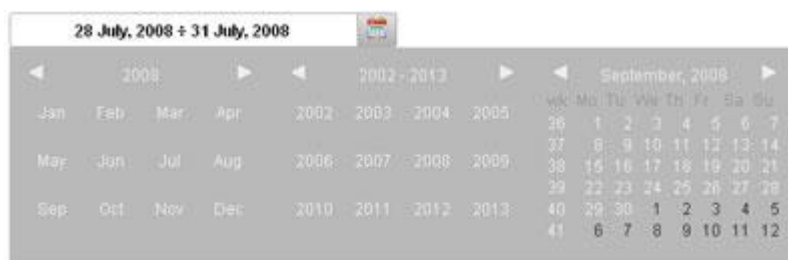 28 July, 2008 ÷ 31 July, 2008
2008
Jan Feb Mar Apr
May Jun Jul Aug
Sep Oct Nov Dec
2002 - 2013
2002 2003 2004 2005
2006 2007 2008 2009
2010 2011 2012 2013
September, 2008
wk Mo Tu We Th Fr Sa Su
36 1 2 3 4 5 6 7
37 8 9 10 11 12 13 14
38 15 16 17 18 19 20 21
39 22 23 24 25 26 27 28
40 29 30 1 2 3 4 5
41 6 7 8 9 10 11 12